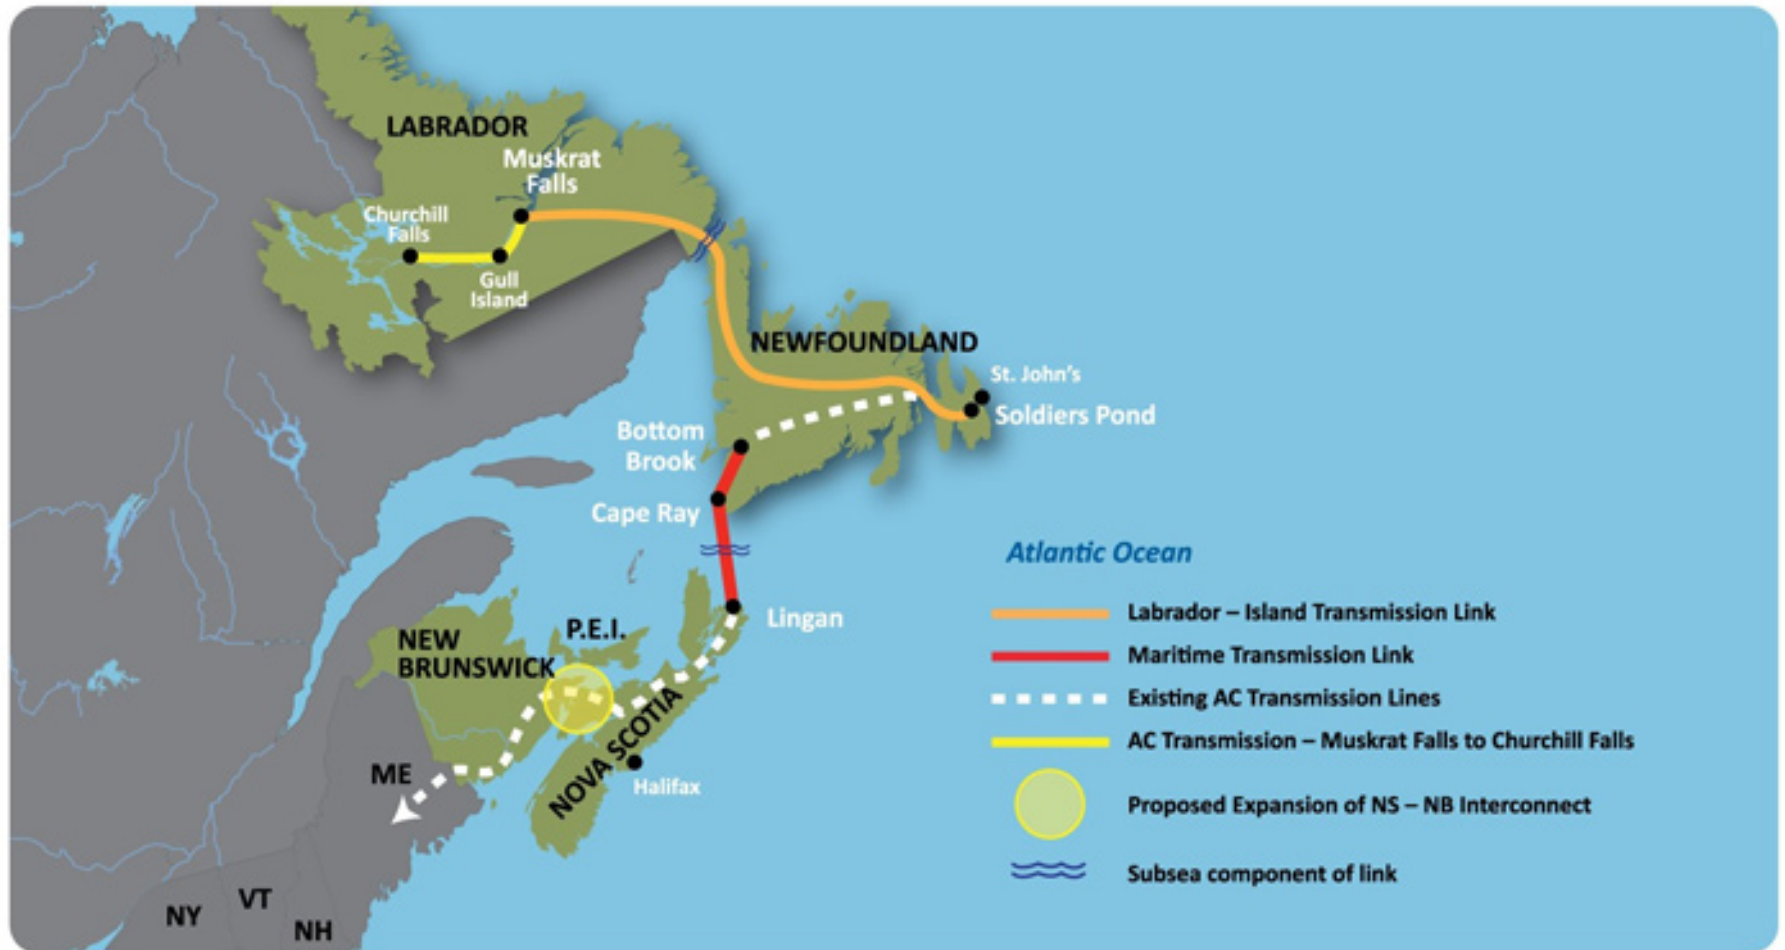 LABRADOR
Muskrat
Falls
Churchill
Falls
Gull
Island
NEWFOUNDLAND
St. John's
Soldiers Pond
Bottom
Brook
Cape Ray
Lingan
P.E.I.
NEW
BRUNSWICK
NOVA SCOTIA
Halifax
ME
VT
NY
NH
Atlantic Ocean
Labrador – Island Transmission Link
Maritime Transmission Link
Existing AC Transmission Lines
AC Transmission – Muskrat Falls to Churchill Falls
Proposed Expansion of NS – NB Interconnect
Subsea component of link